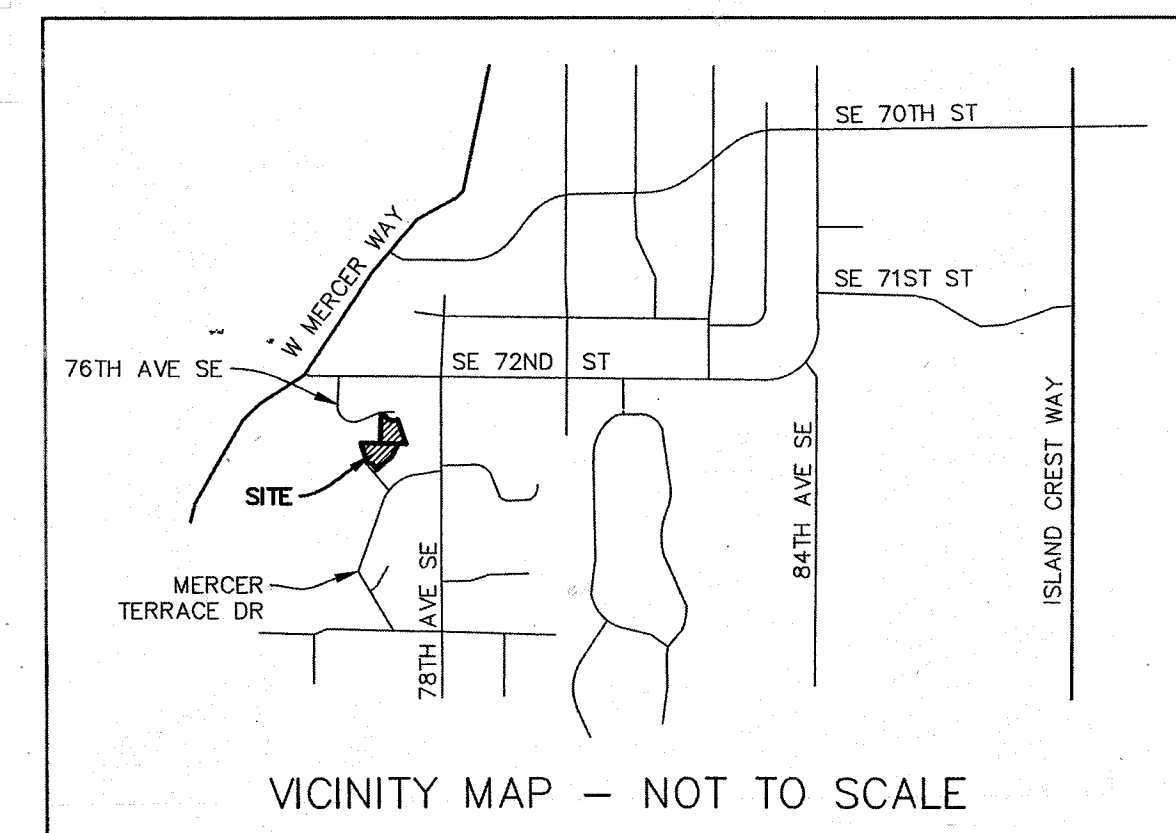 SE 70TH ST
W MERCER WAY
SE 71ST ST
76TH AVE SE
SE 72ND ST
ISLAND CREST WAY
84TH AVE SE
SITE
78TH AVE SE
MERCER
TERRACE DR
VICINITY MAP – NOT TO SCALE